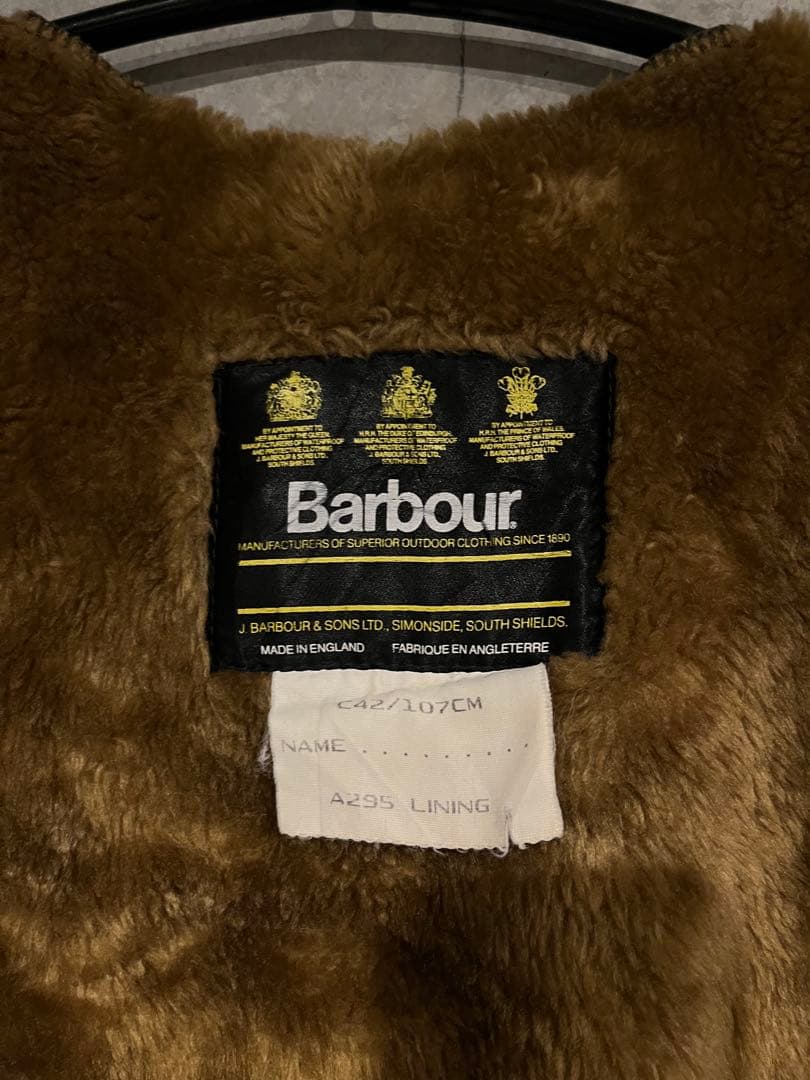 BY APPOINTMENT TO
HER MAJESTY THE QUEEN
MANUFACTURERS OF WATERPROOF
AND PROTECTIVE CLOTHING
J. BARBOUR & SONS LTD.
SOUTH SHIELDS.
BY APPOINTMENT TO
H.R.H. THE DUKE OF EDINBURGH
MANUFACTURERS OF WATERPROOF
AND PROTECTIVE CLOTHING
J. BARBOUR & SONS LTD.,
SOUTH SHIELDS.
BY APPOINTMENT TO
H.R.H. THE PRINCE OF WALES
MANUFACTURERS OF WATERPROOF
AND PROTECTIVE CLOTHING
J. BARBOUR & SONS LTD.
SOUTH SHIELDS.
Barbour®
MANUFACTURERS OF SUPERIOR OUTDOOR CLOTHING SINCE 1890
J. BARBOUR & SONS LTD., SIMONSIDE, SOUTH SHIELDS.
MADE IN ENGLAND FABRIQUE EN ANGLETERRE
C42/107CM
NAME .........
A295 LINING